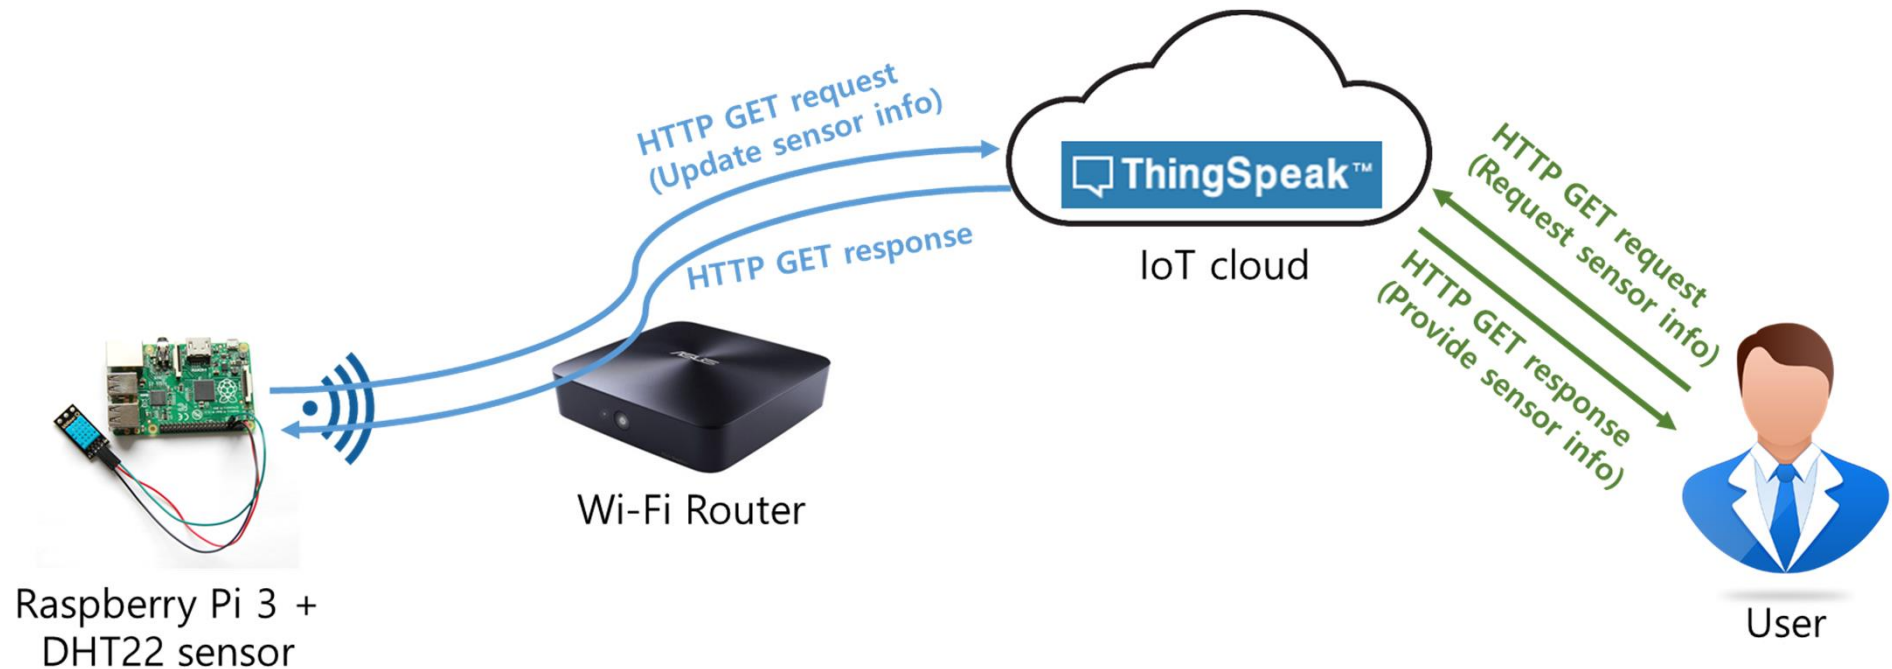 HTTP GET request
(Update sensor info)
HTTP GET response
ThingSpeak™
IoT cloud
HTTP GET request
(Request sensor info)
HTTP GET response
(Provide sensor info)
ASUS
Wi-Fi Router
Raspberry Pi 3 +
DHT22 sensor
User